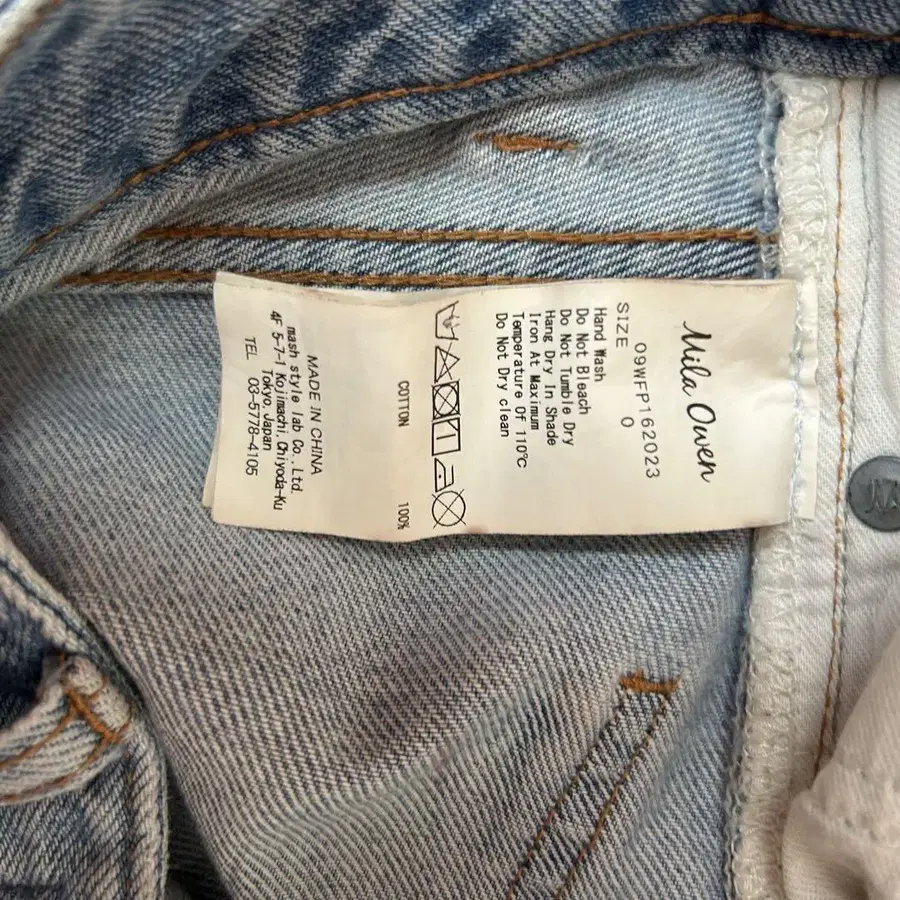 Mila Owen
09WFP162023
SIZE 0
Hand Wash
Do Not Bleach
Do Not Tumble Dry
Hang Dry In Shade
Iron At Maximum
Temperature Of 110℃
Do Not Dry clean
COTTON 100%
MADE IN CHINA
mash style lab Co.,Ltd
4F 5-7-1 Kojimachi,Chiyoda-Ku
Tokyo,Japan
TEL 03-5778-4106